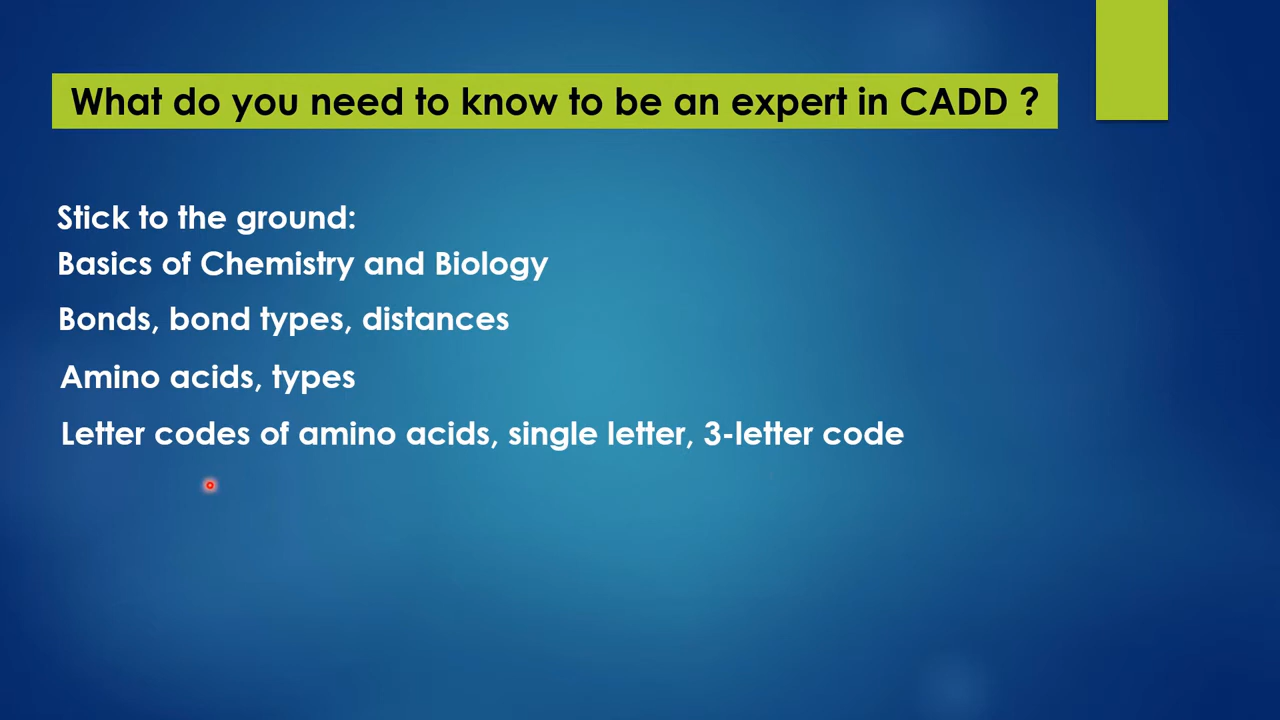 What do you need to know to be an expert in CADD ?
Stick to the ground:
Basics of Chemistry and Biology
Bonds, bond types, distances
Amino acids, types
Letter codes of amino acids, single letter, 3-letter code